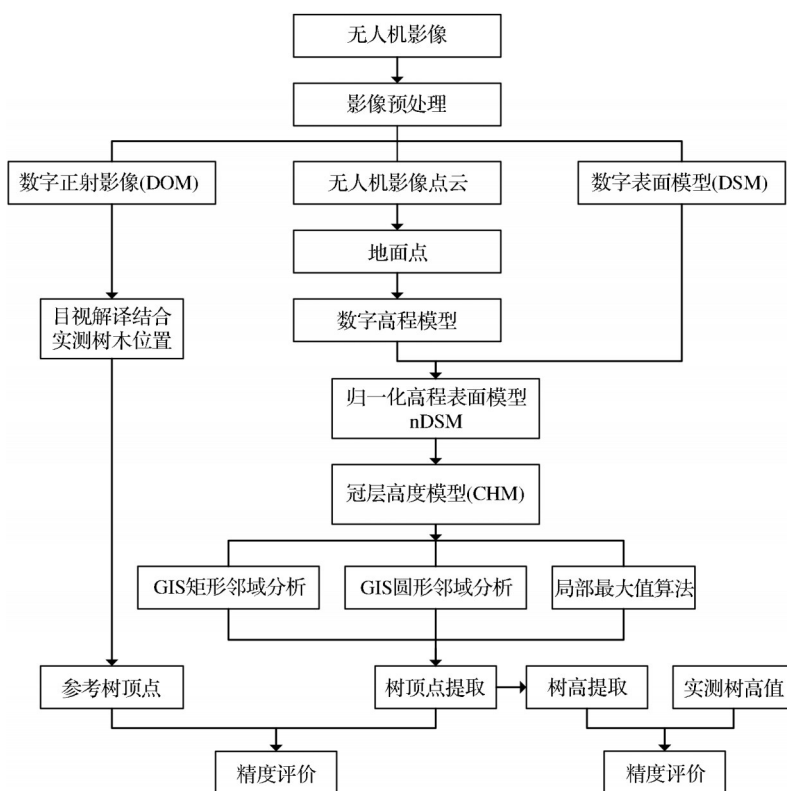 无人机影像
影像预处理
数字正射影像(DOM)
无人机影像点云
数字表面模型(DSM)
地面点
目视解译结合
实测树木位置
数字高程模型
归一化高程表面模型
nDSM
冠层高度模型(CHM)
GIS矩形邻域分析
GIS圆形邻域分析
局部最大值算法
参考树顶点
树顶点提取
树高提取
实测树高值
精度评价
精度评价